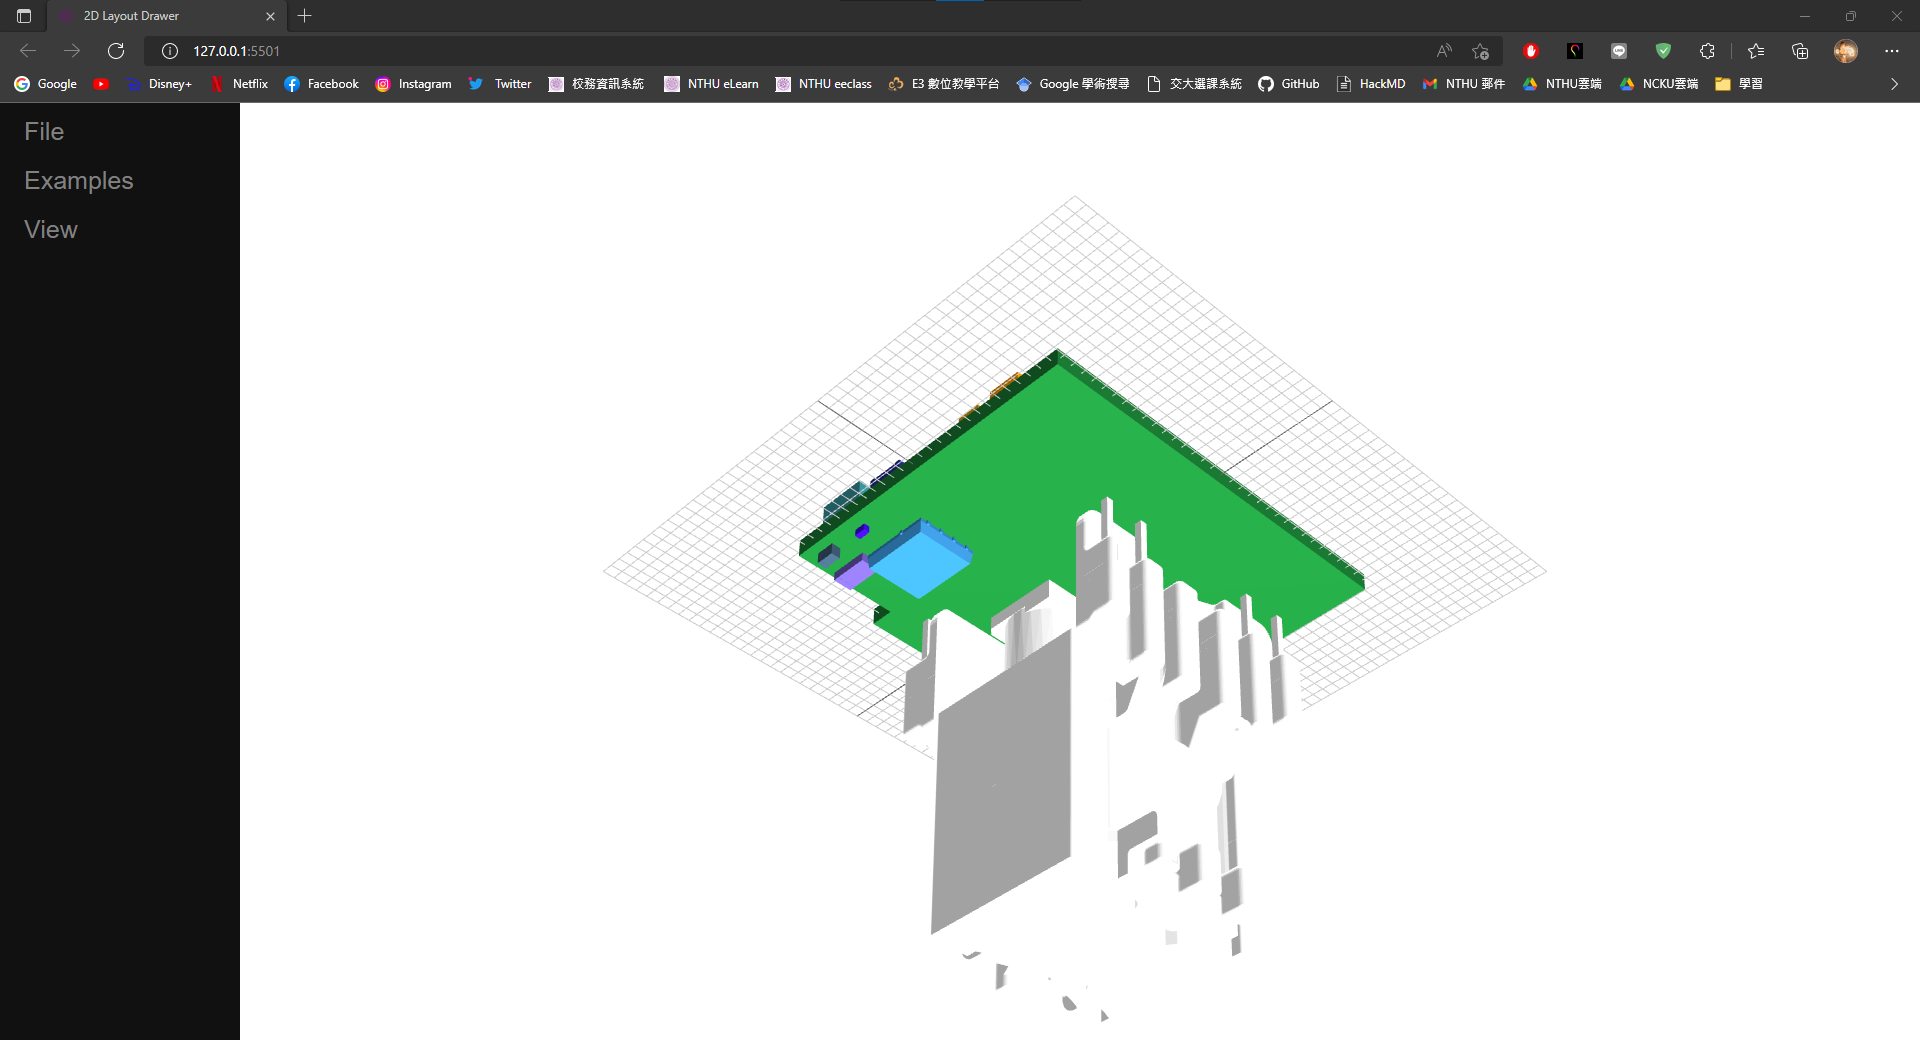 2D Layout Drawer
127.0.0.1:5501
Google Disney+ Netflix Facebook Instagram Twitter 校務資訊系統 NTHU eLearn NTHU eeclass E3 數位教學平台 Google 學術搜尋 交大選課系統 GitHub HackMD NTHU 郵件 NTHU雲端 NCKU雲端 學習
File
Examples
View